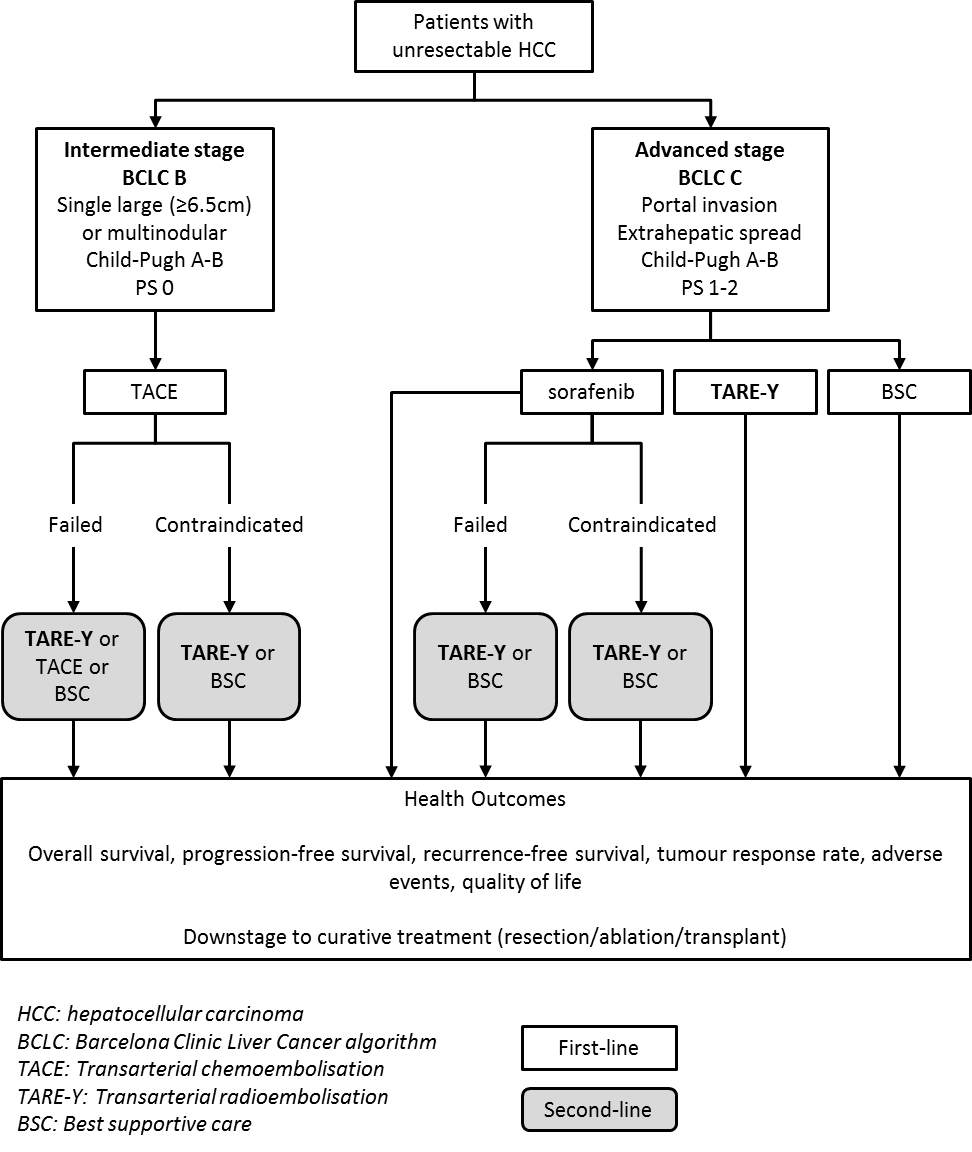 Patients with
unresectable HCC
Intermediate stage
BCLC B
Single large (≥6.5cm)
or multinodular
Child-Pugh A-B
PS 0
Advanced stage
BCLC C
Portal invasion
Extrahepatic spread
Child-Pugh A-B
PS 1-2
TACE
sorafenib
TARE-Y
BSC
Failed
Contraindicated
Failed
Contraindicated
TARE-Y or
TACE or
BSC
TARE-Y or
BSC
TARE-Y or
BSC
TARE-Y or
BSC
Health Outcomes
Overall survival, progression-free survival, recurrence-free survival, tumour response rate, adverse
events, quality of life
Downstage to curative treatment (resection/ablation/transplant)
HCC: hepatocellular carcinoma
BCLC: Barcelona Clinic Liver Cancer algorithm
TACE: Transarterial chemoembolisation
TARE-Y: Transarterial radioembolisation
BSC: Best supportive care
First-line
Second-line